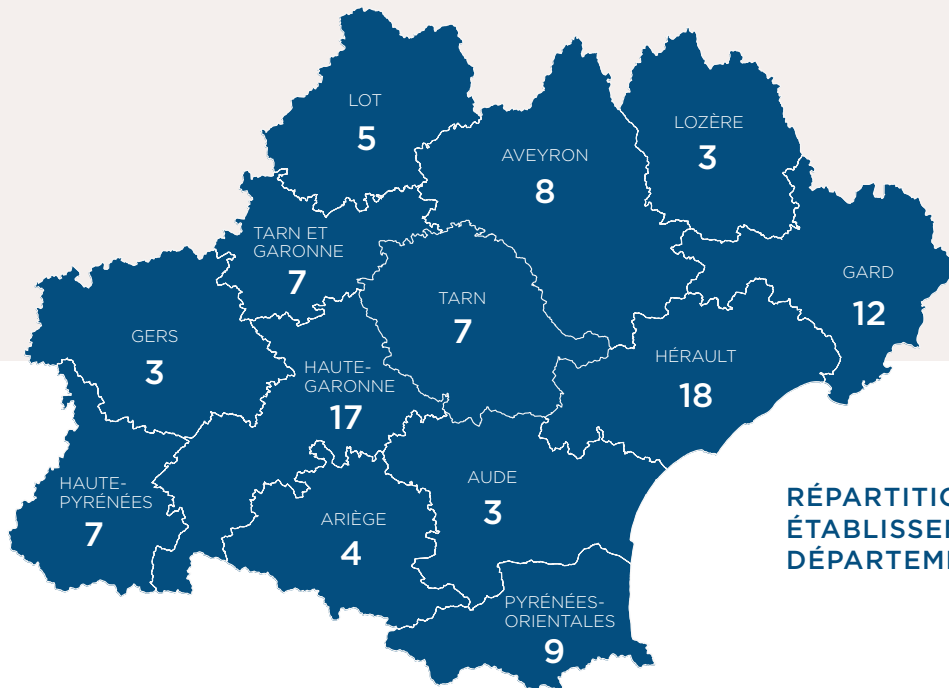 LOT
5
LOZÈRE
3
AVEYRON
8
TARN ET
GARONNE
7
GARD
12
TARN
7
GERS
3
HÉRAULT
18
HAUTE-
GARONNE
17
HAUTE-
PYRÉNÉES
7
AUDE
3
ARIÈGE
4
PYRÉNÉES-
ORIENTALES
9